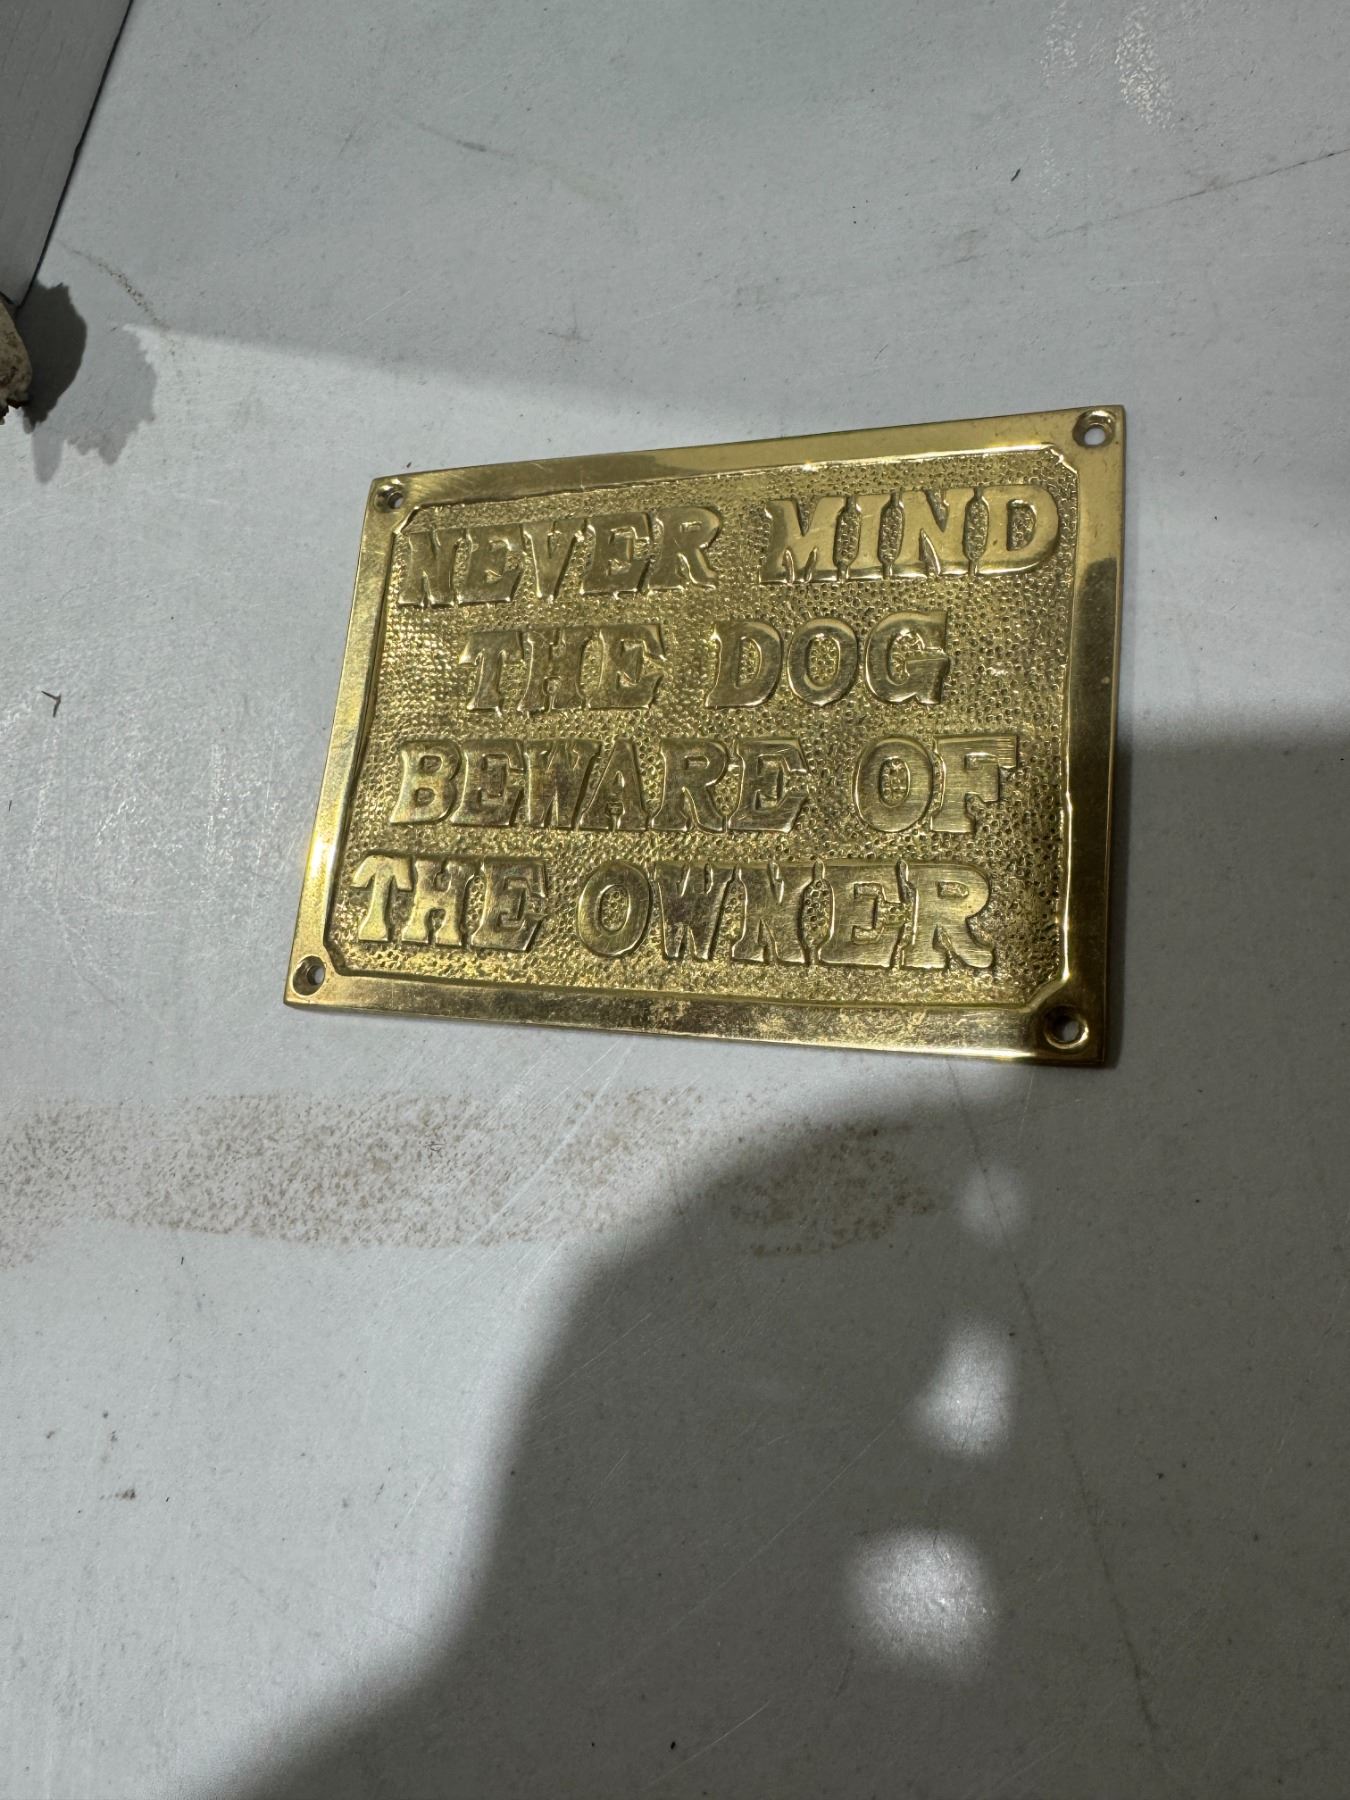 NEVER MIND
THE DOG
BEWARE OF
THE OWNER